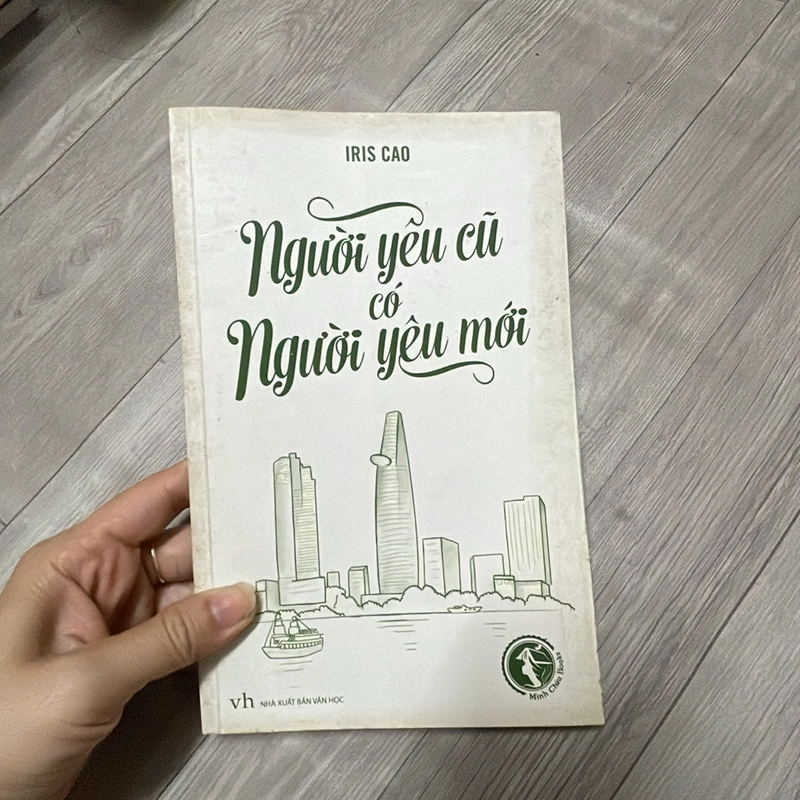 IRIS CAO
Người yêu cũ
có
Người yêu mới
vh NHÀ XUẤT BẢN VĂN HỌC
Minh Châu Books